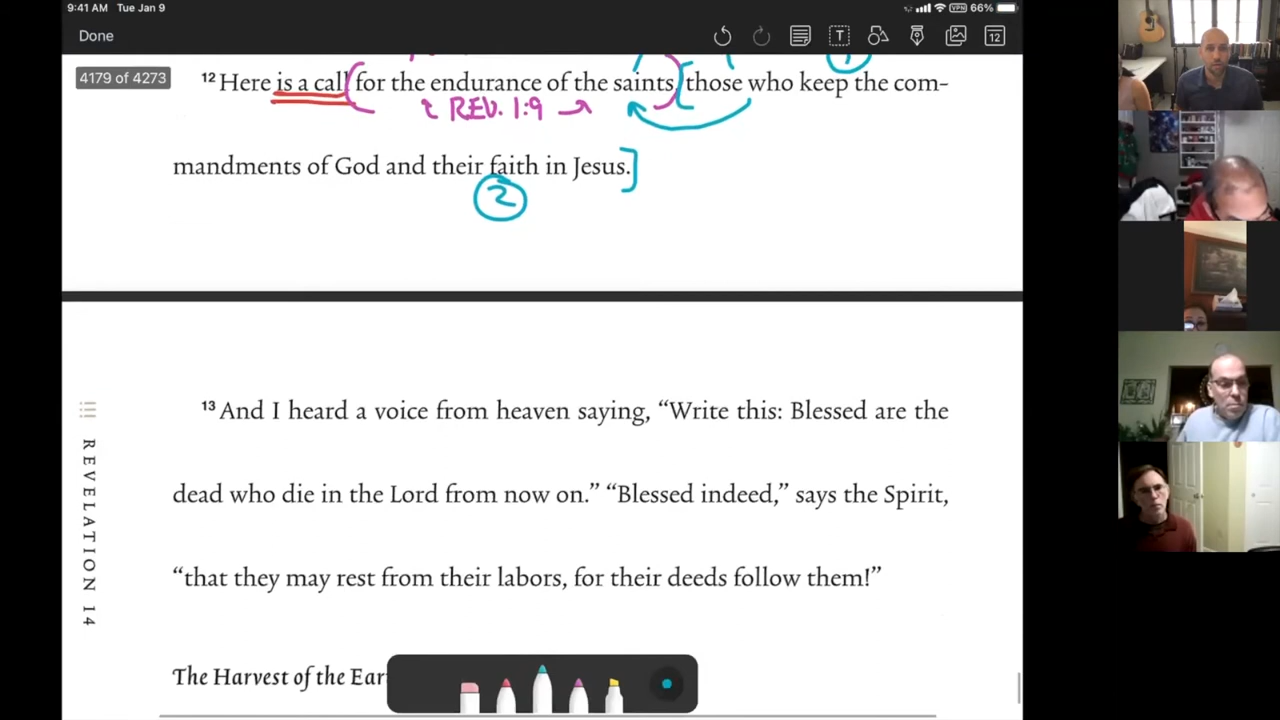 9:41 AM Tue Jan 9
VPN 66%
Done
T
12
4179 of 4273
12 Here is a call for the endurance of the saints, those who keep the com-
REV. 1:9
mandments of God and their faith in Jesus.
2
13 And I heard a voice from heaven saying, “Write this: Blessed are the
dead who die in the Lord from now on.” “Blessed indeed,” says the Spirit,
“that they may rest from their labors, for their deeds follow them!”
REVELATION 14
The Harvest of the Ear